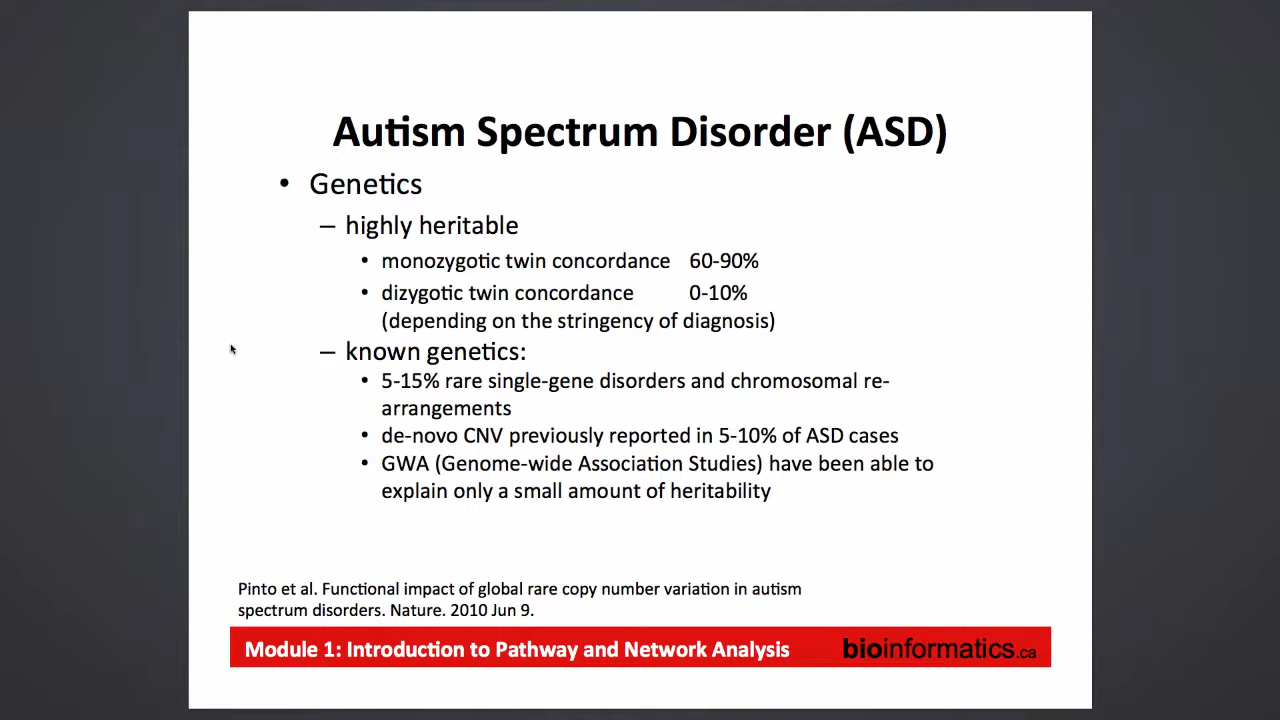 Autism Spectrum Disorder (ASD)
• Genetics
– highly heritable
• monozygotic twin concordance 60-90%
• dizygotic twin concordance 0-10%
(depending on the stringency of diagnosis)
– known genetics:
• 5-15% rare single-gene disorders and chromosomal re-
arrangements
• de-novo CNV previously reported in 5-10% of ASD cases
• GWA (Genome-wide Association Studies) have been able to
explain only a small amount of heritability
Pinto et al. Functional impact of global rare copy number variation in autism
spectrum disorders. Nature. 2010 Jun 9.
Module 1: Introduction to Pathway and Network Analysis bioinformatics.ca